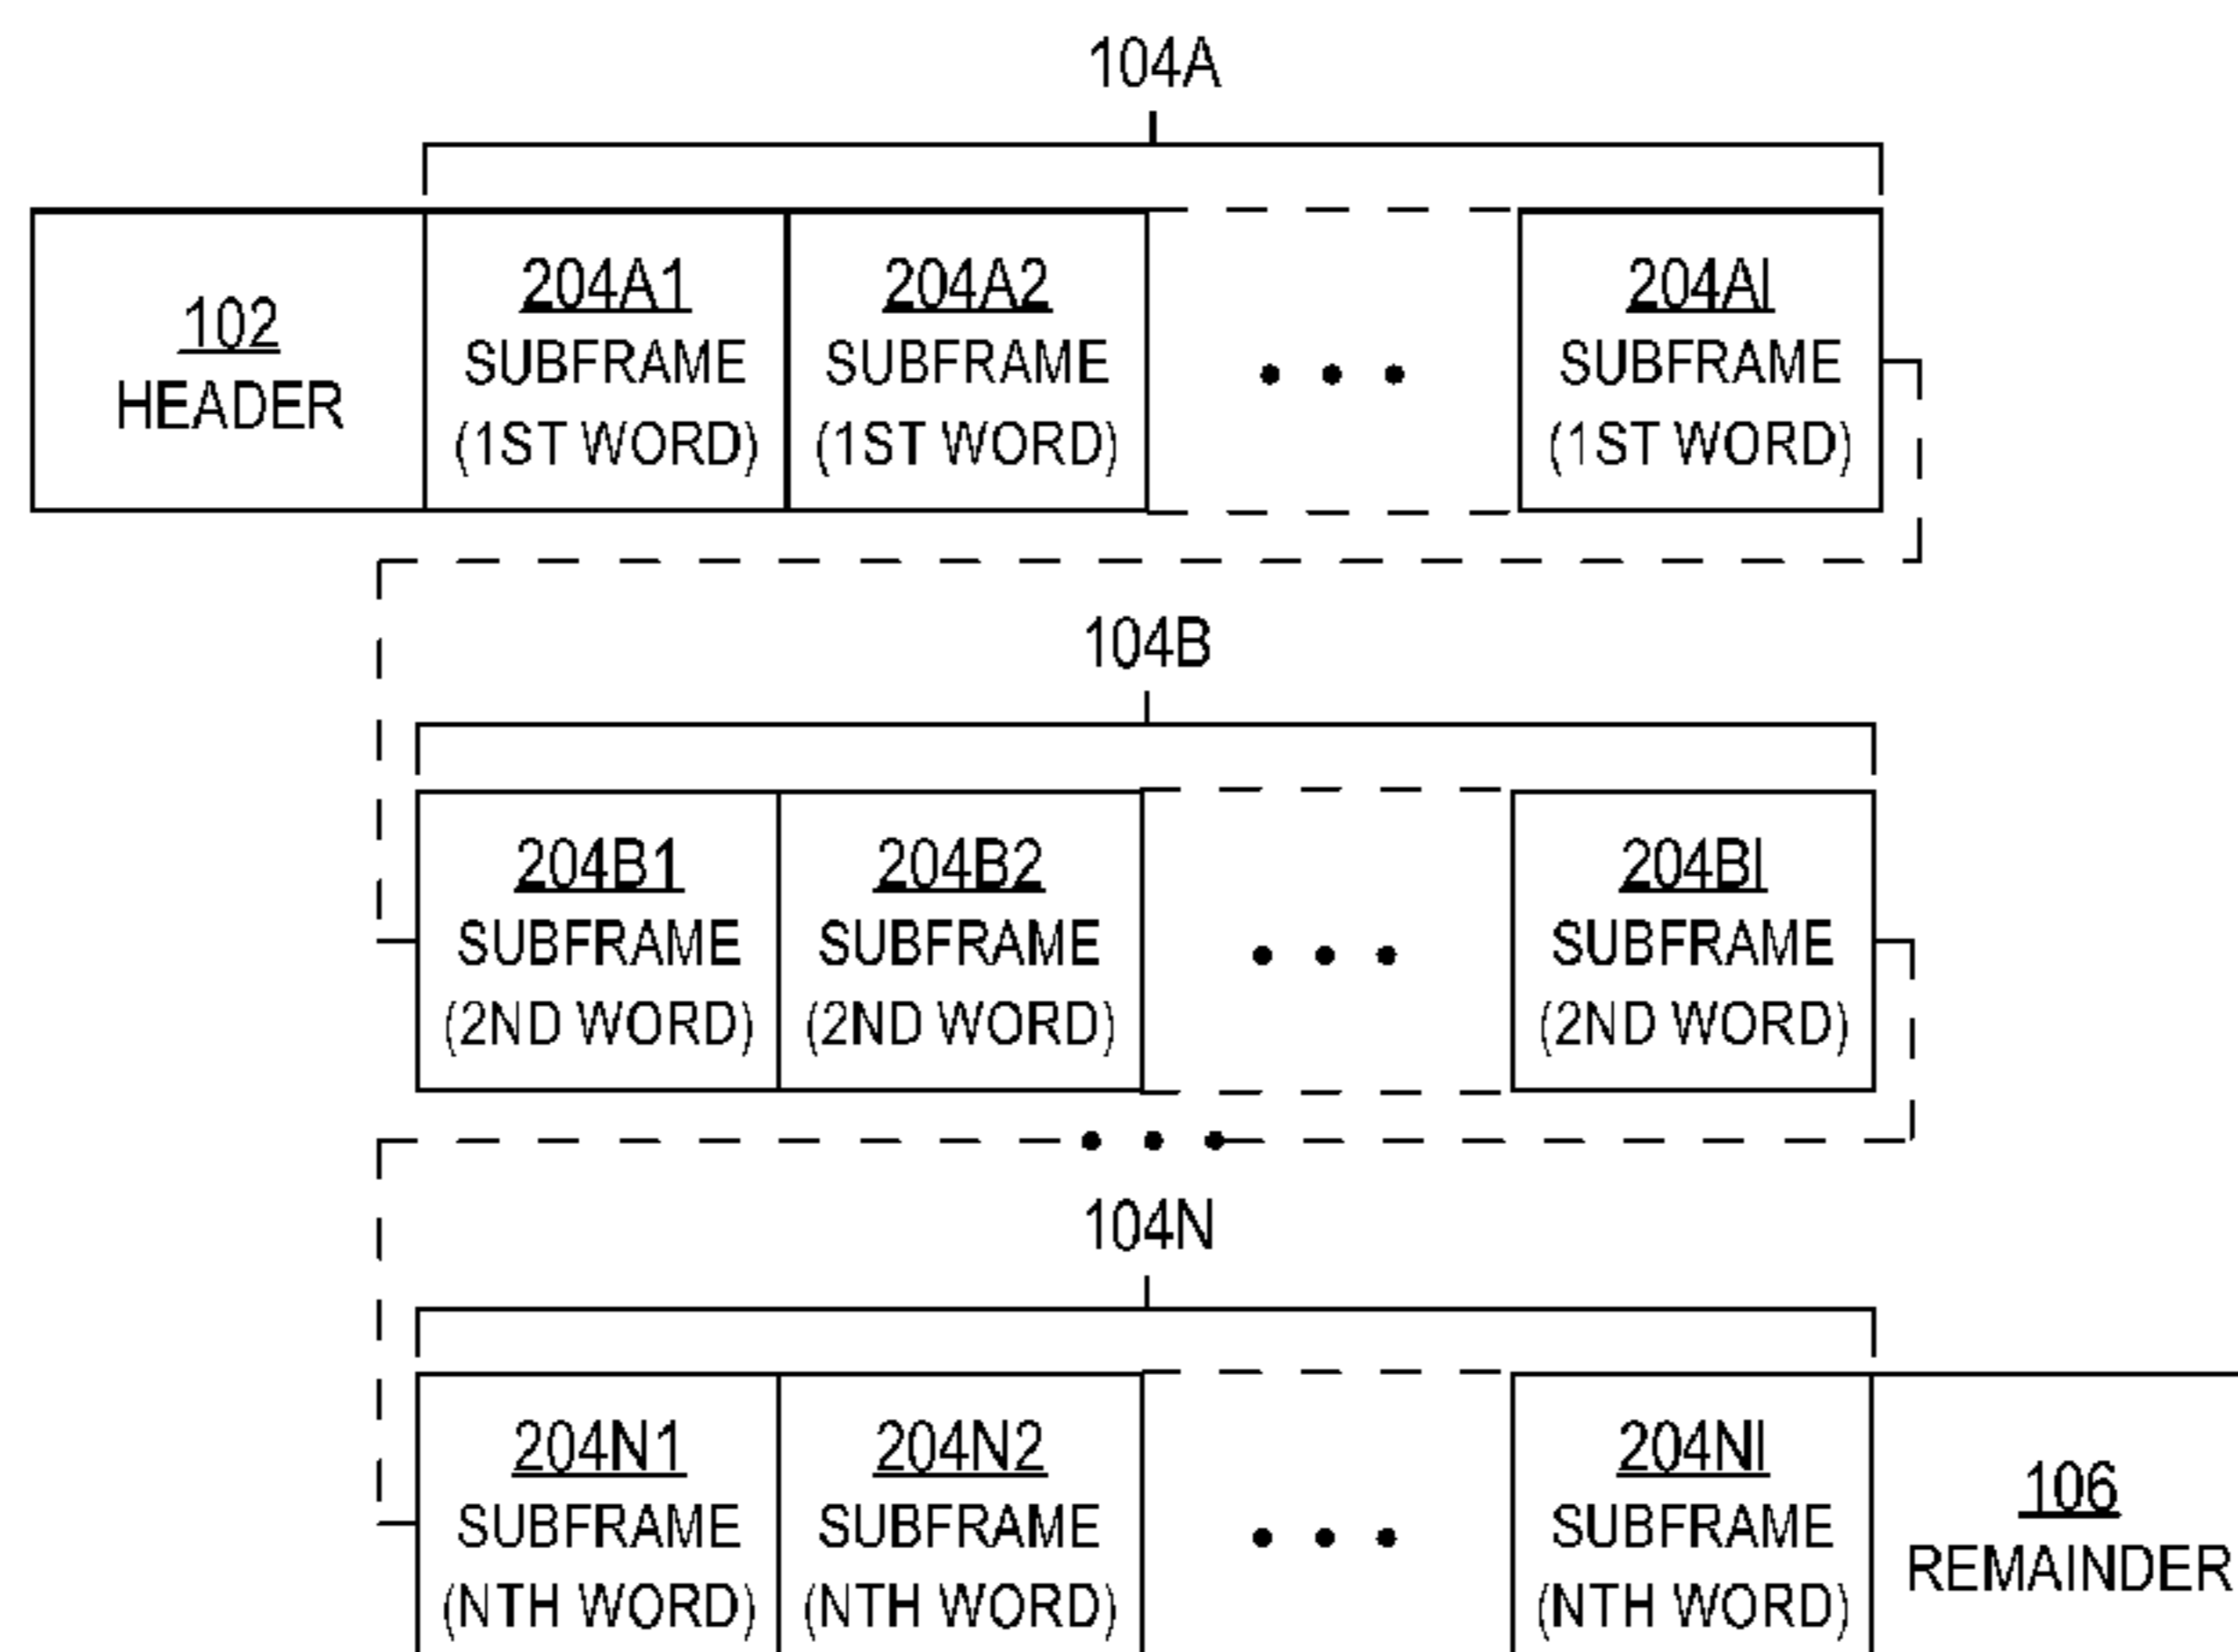 104A
102
HEADER
204A1
SUBFRAME
(1ST WORD)
204A2
SUBFRAME
(1ST WORD)
204AI
SUBFRAME
(1ST WORD)
104B
204B1
SUBFRAME
(2ND WORD)
204B2
SUBFRAME
(2ND WORD)
204BI
SUBFRAME
(2ND WORD)
104N
204N1
SUBFRAME
(NTH WORD)
204N2
SUBFRAME
(NTH WORD)
204NI
SUBFRAME
(NTH WORD)
106
REMAINDER